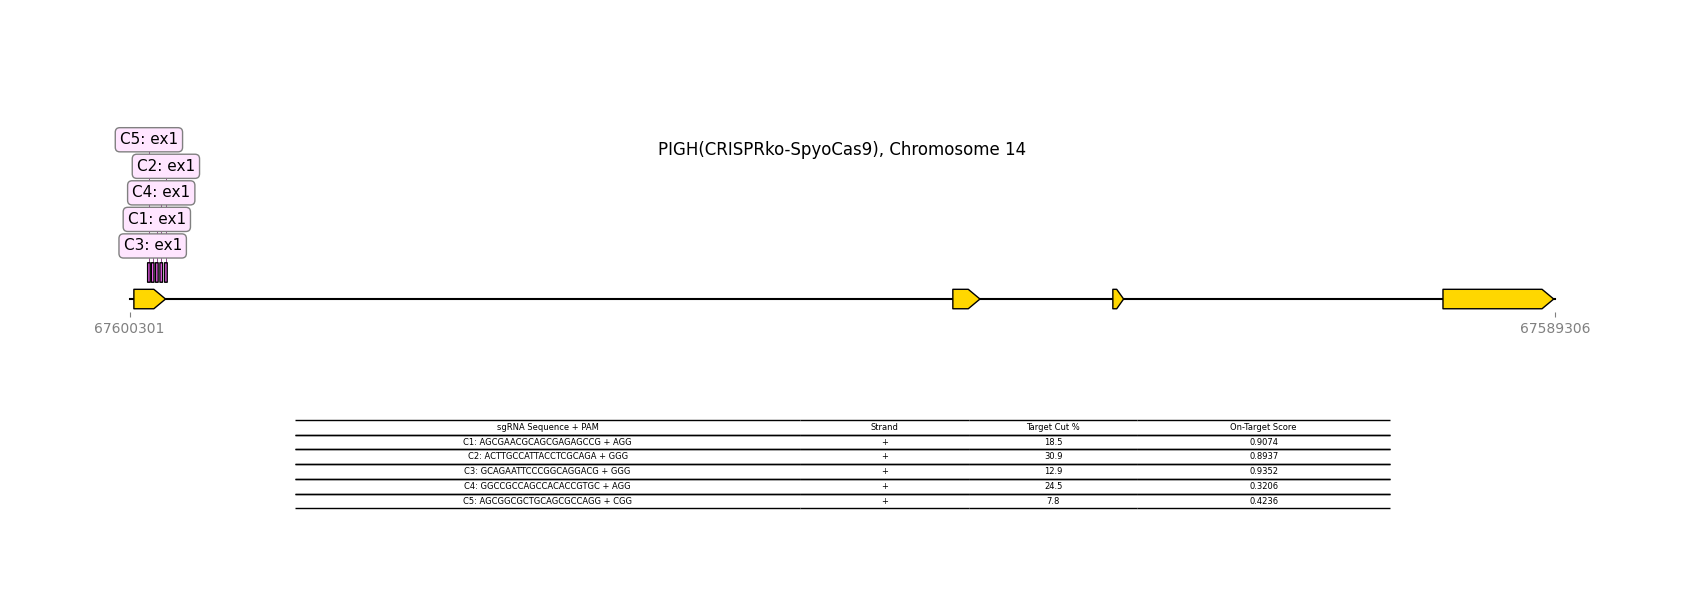 C5: ex1
PIGH(CRISPRko-SpyoCas9), Chromosome 14
C2: ex1
C4: ex1
C1: ex1
C3: ex1
67600301 67589306
sgRNA Sequence + PAM Strand Target Cut % On-Target Score
C1: AGCGAACGCAGCGAGAGCCG + AGG + 18.5 0.9074
C2: ACTTGCCATTACCTCGCAGA + GGG + 30.9 0.8937
C3: GCAGAATTCCCGGCAGGACG + GGG + 12.9 0.9352
C4: GGCCGCCAGCCACACCGTGC + AGG + 24.5 0.3206
C5: AGCGGCGCTGCAGCGCCAGG + CGG + 7.8 0.4236